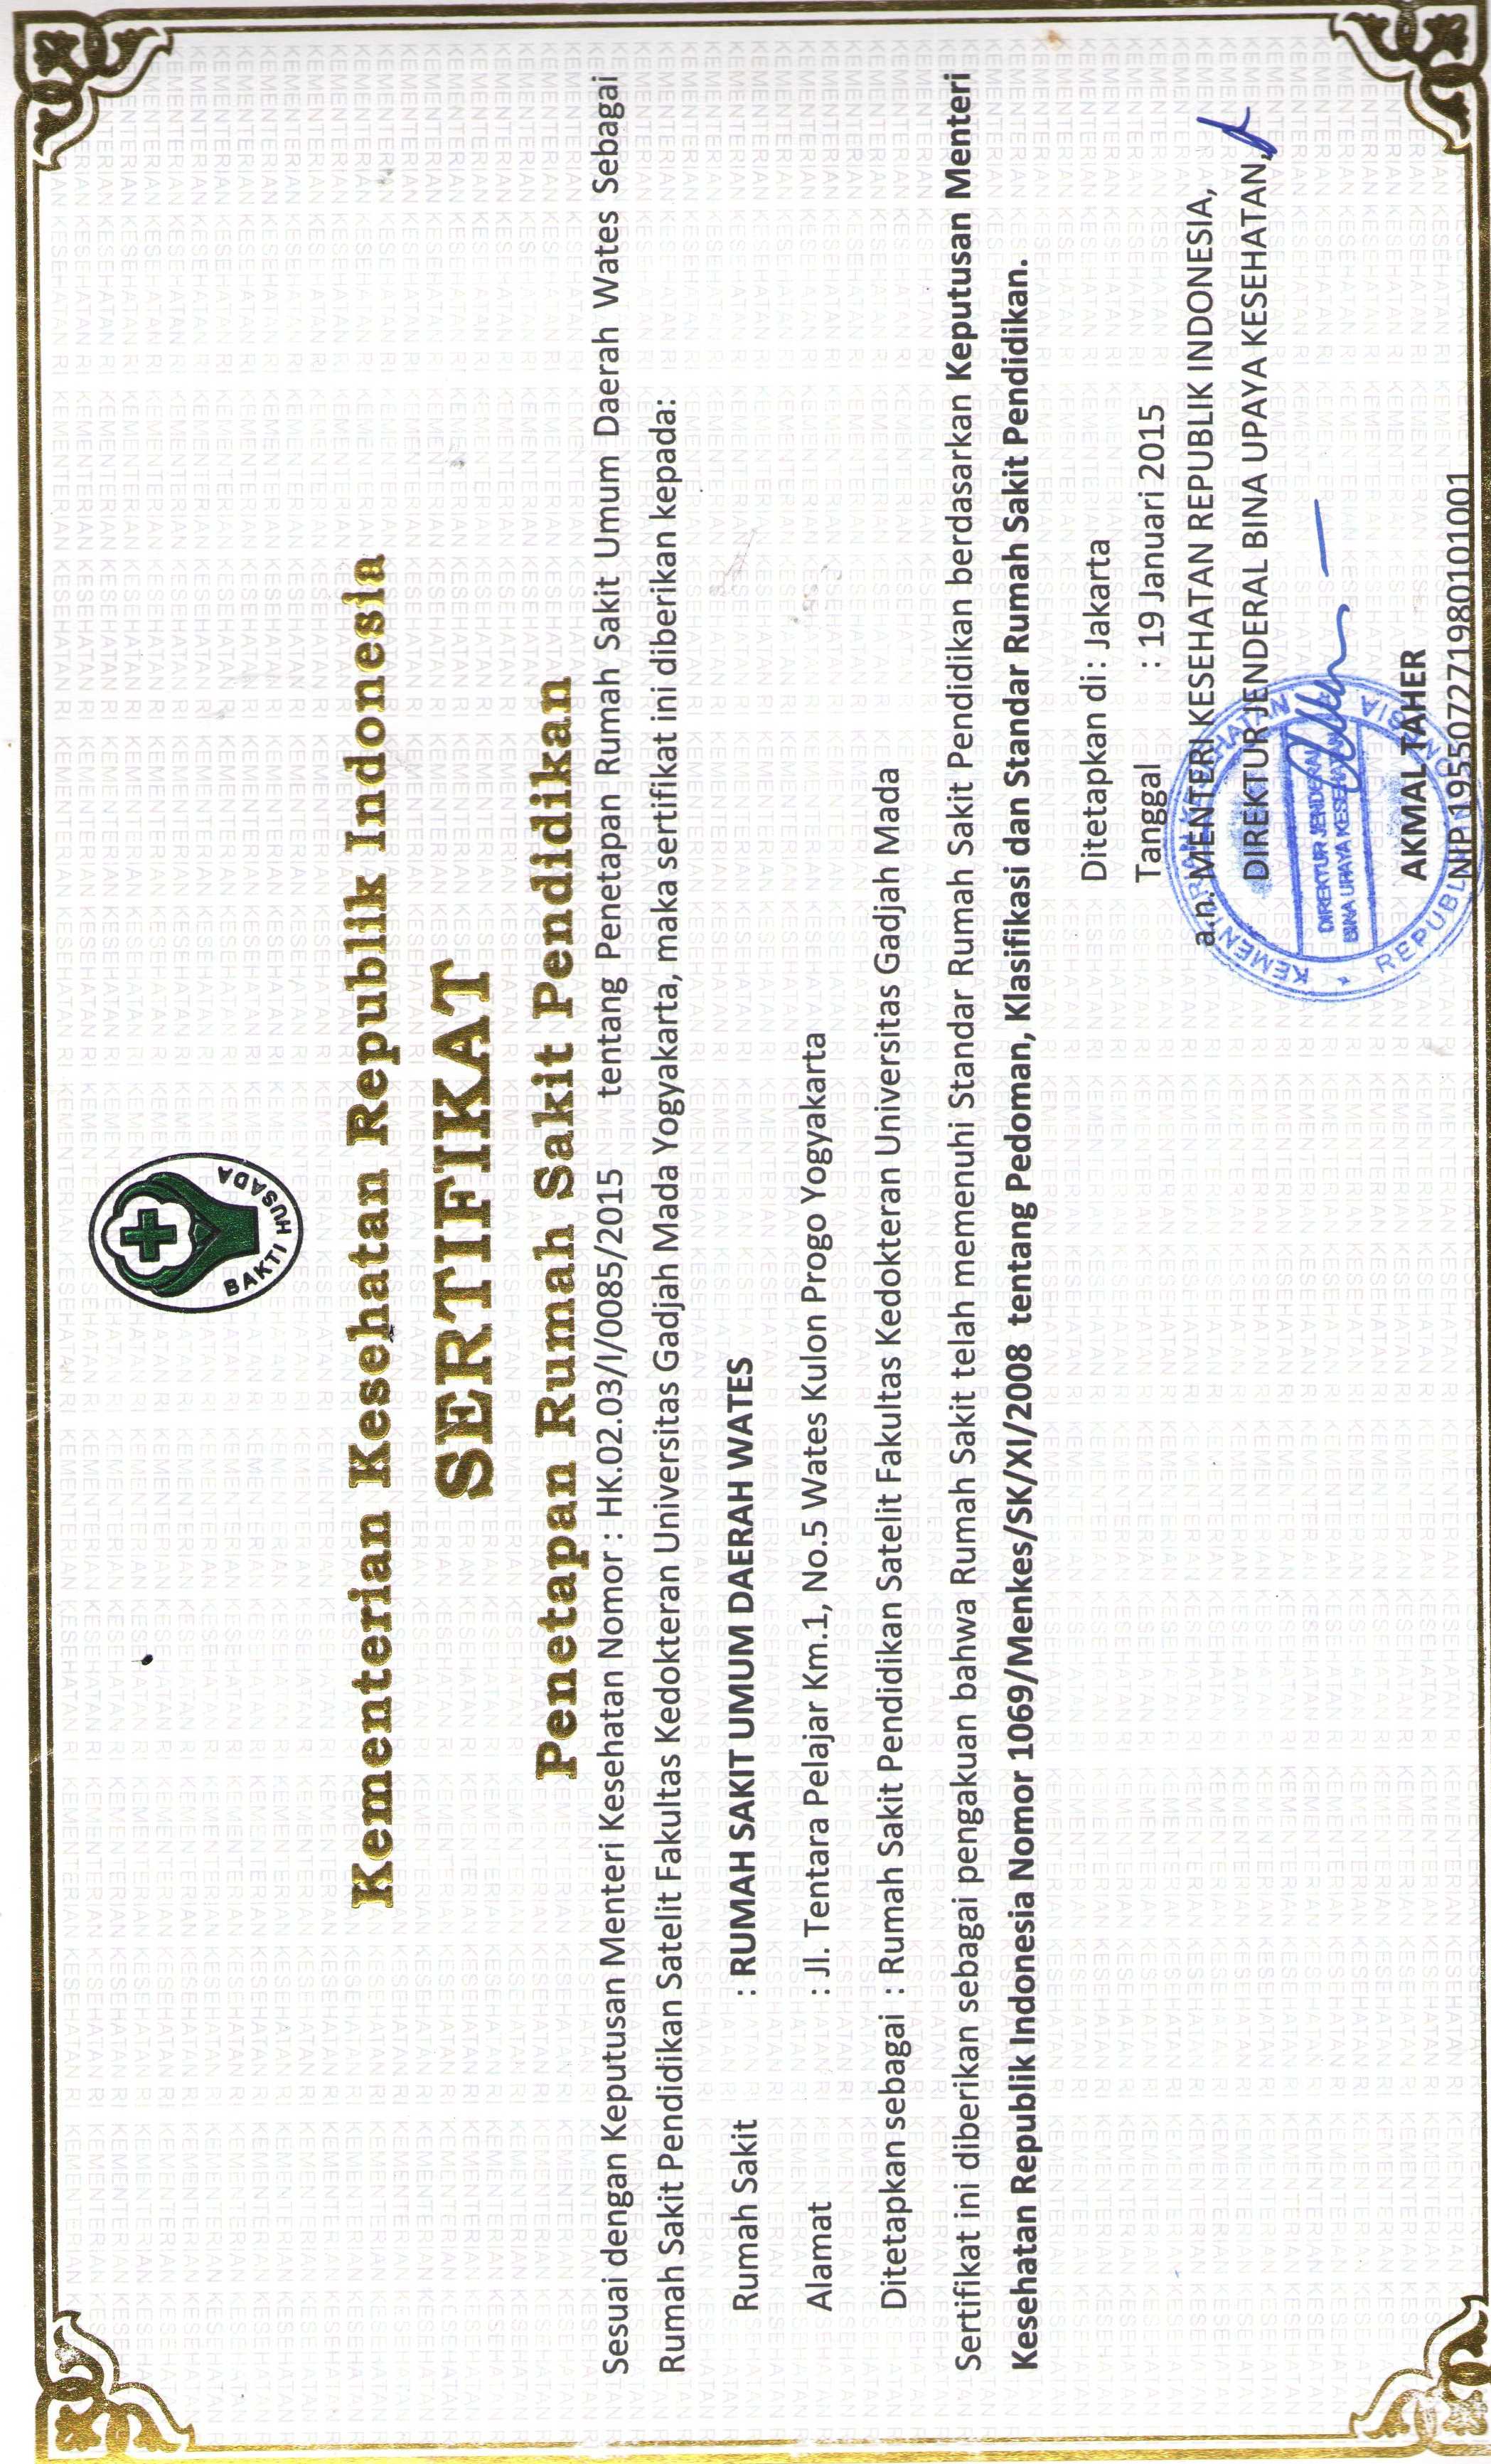 BAKTI HUSADA
Kementerian Kesehatan Republik Indonesia
SERTIFIKAT
Penetapan Rumah Sakit Pendidikan
Sesuai dengan Keputusan Menteri Kesehatan Nomor : HK.02.03/I/0085/2015 tentang Penetapan Rumah Sakit Umum Daerah Wates Sebagai
Rumah Sakit Pendidikan Satelit Fakultas Kedokteran Universitas Gadjah Mada Yogyakarta, maka sertifikat ini diberikan kepada:
Rumah Sakit : RUMAH SAKIT UMUM DAERAH WATES
Alamat : Jl. Tentara Pelajar Km.1, No.5 Wates Kulon Progo Yogyakarta
Ditetapkan sebagai : Rumah Sakit Pendidikan Satelit Fakultas Kedokteran Universitas Gadjah Mada
Sertifikat ini diberikan sebagai pengakuan bahwa Rumah Sakit telah memenuhi Standar Rumah Sakit Pendidikan berdasarkan Keputusan Menteri
Kesehatan Republik Indonesia Nomor 1069/Menkes/SK/XI/2008 tentang Pedoman, Klasifikasi dan Standar Rumah Sakit Pendidikan.
Ditetapkan di : Jakarta
Tanggal : 19 Januari 2015
a.n. MENTERI KESEHATAN REPUBLIK INDONESIA,
DIREKTUR JENDERAL BINA UPAYA KESEHATAN,
KEMENTERIAN KESEHATAN
DIREKTUR JENDERAL
BINA UPAYA KESEHATAN
REPUBLIK INDONESIA
AKMAL TAHER
NIP 195507271980101001